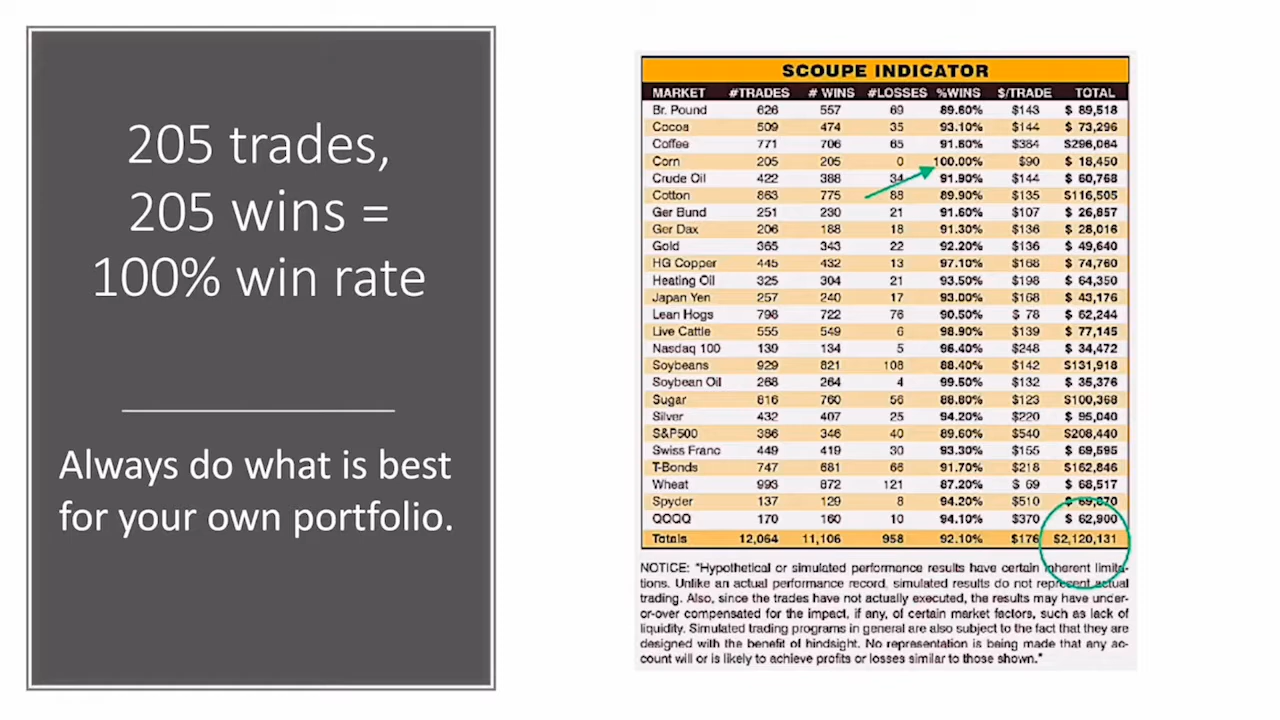 205 trades,
205 wins =
100% win rate
Always do what is best
for your own portfolio.
SCOUPE INDICATOR
MARKET #TRADES # WINS #LOSSES %WINS $/TRADE TOTAL
Br. Pound 626 557 69 89.60% $143 $ 89,518
Cocoa 509 474 35 93.10% $144 $ 73,296
Coffee 771 706 65 91.60% $384 $296,064
Corn 205 205 0 100.00% $90 $ 18,450
Crude Oil 422 388 34 91.90% $144 $ 60,768
Cotton 863 775 88 89.90% $135 $116,505
Ger Bund 251 230 21 91.60% $107 $ 26,857
Ger Dax 206 188 18 91.30% $136 $ 28,016
Gold 365 343 22 92.20% $136 $ 49,640
HG Copper 445 432 13 97.10% $168 $ 74,760
Heating Oil 325 304 21 93.50% $198 $ 64,350
Japan Yen 257 240 17 93.00% $168 $ 43,176
Lean Hogs 798 722 76 90.50% $ 78 $ 62,244
Live Cattle 555 549 6 98.90% $139 $ 77,145
Nasdaq 100 139 134 5 96.40% $248 $ 34,472
Soybeans 929 821 108 88.40% $142 $131,918
Soybean Oil 268 264 4 99.50% $132 $ 35,376
Sugar 816 760 56 88.80% $123 $100,368
Silver 432 407 25 94.20% $220 $ 95,040
S&P500 386 346 40 89.60% $540 $208,440
Swiss Franc 449 419 30 93.30% $155 $ 69,595
T-Bonds 747 681 66 91.70% $218 $162,846
Wheat 993 872 121 87.20% $ 69 $ 68,517
Spyder 137 129 8 94.20% $510 $ 69,870
QQQQ 170 160 10 94.10% $370 $ 62,900
Totals 12,064 11,106 958 92.10% $176 $2,120,131
NOTICE: "Hypothetical or simulated performance results have certain inherent limita-
tions. Unlike an actual performance record, simulated results do not represent actual
trading. Also, since the trades have not actually executed, the results may have under-
or-over compensated for the impact, if any, of certain market factors, such as lack of
liquidity. Simulated trading programs in general are also subject to the fact that they are
designed with the benefit of hindsight. No representation is being made that any ac-
count will or is likely to achieve profits or losses similar to those shown."